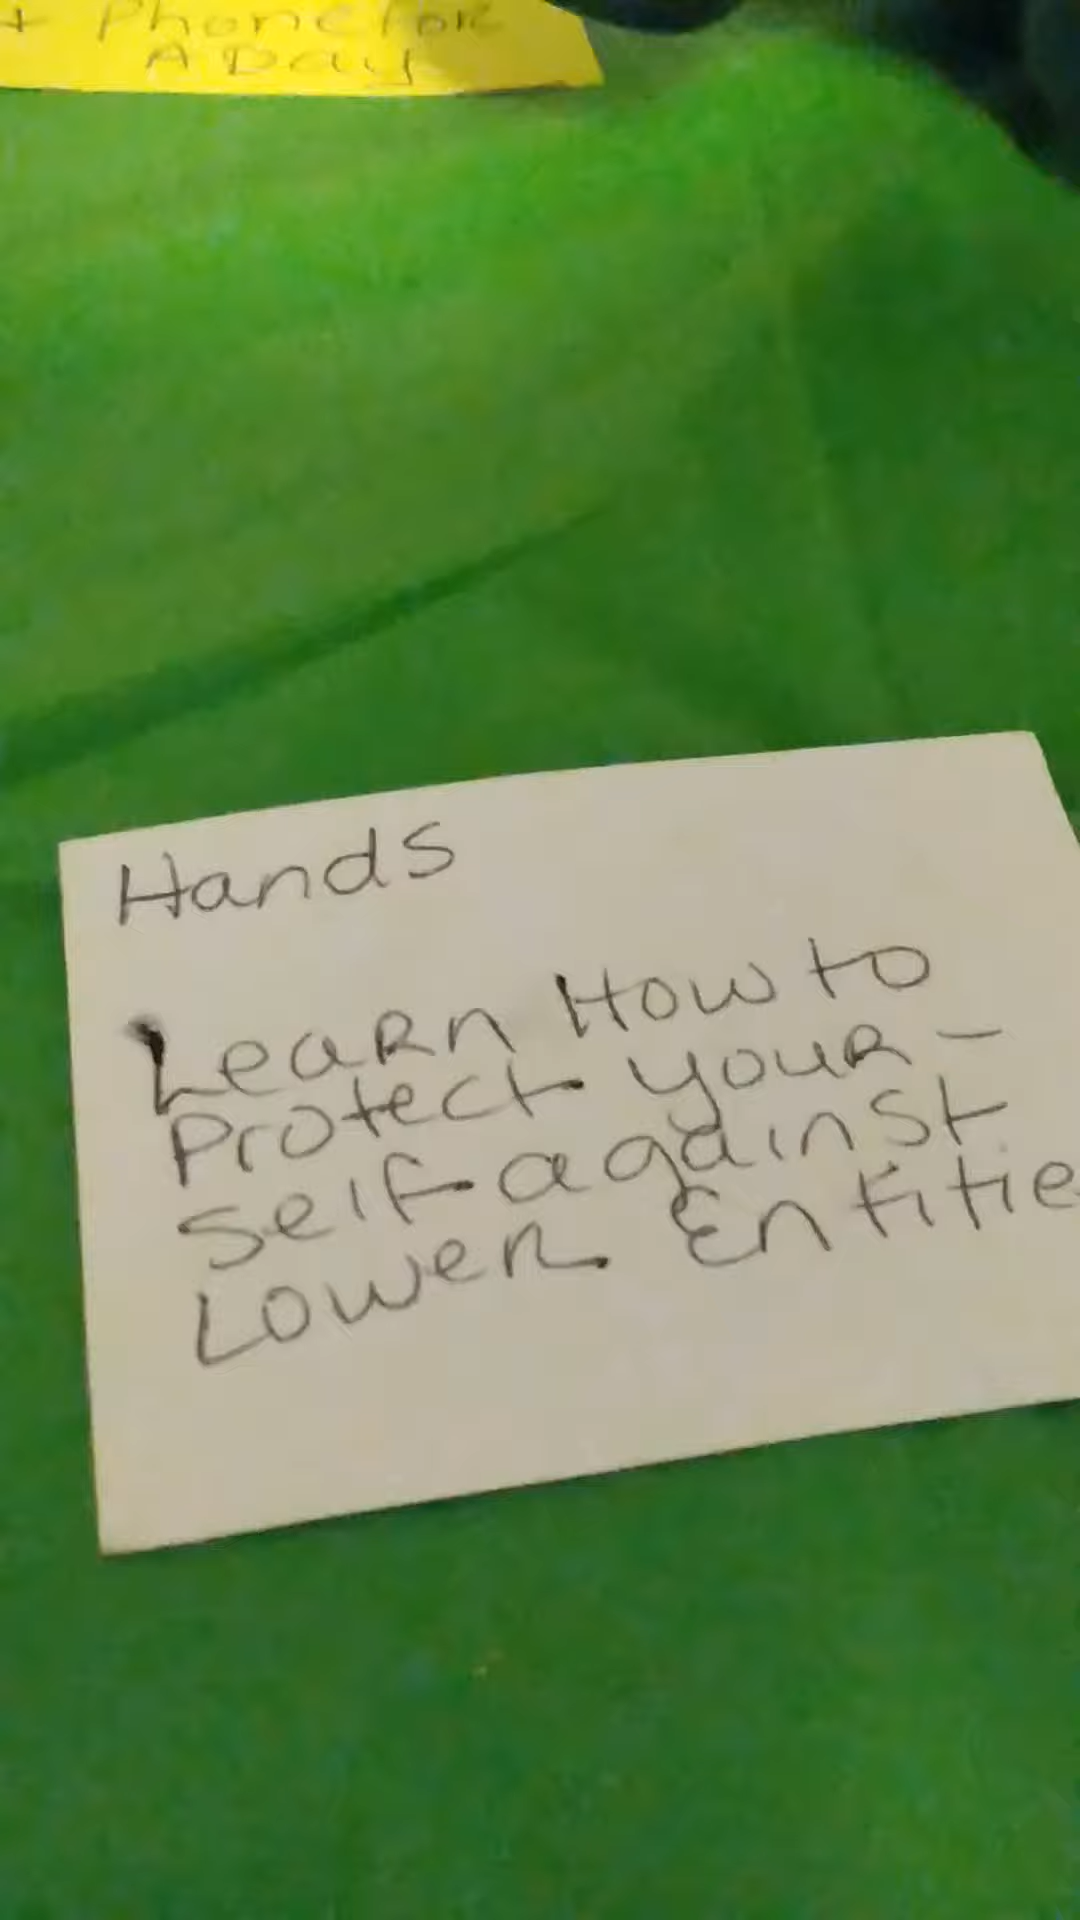 + Phone for
A Day
Hands
Learn How to
Protect your-
self against
Lower Entitie